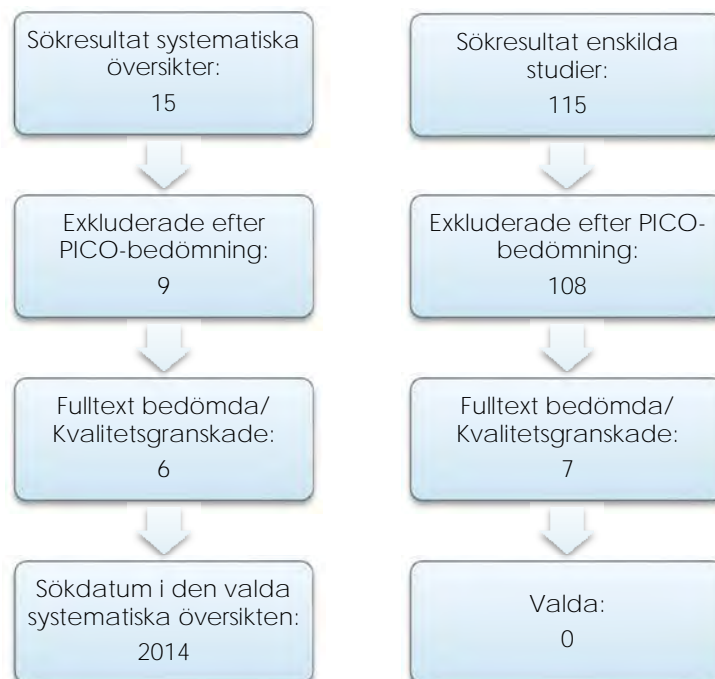 Sökresultat systematiska
översikter:
15
Exkluderade efter
PICO-bedömning:
9
Fulltext bedömda/
Kvalitetsgranskade:
6
Sökdatum i den valda
systematiska översikten:
2014
Sökresultat enskilda
studier:
115
Exkluderade efter PICO-
bedömning:
108
Fulltext bedömda/
Kvalitetsgranskade:
7
Valda:
0